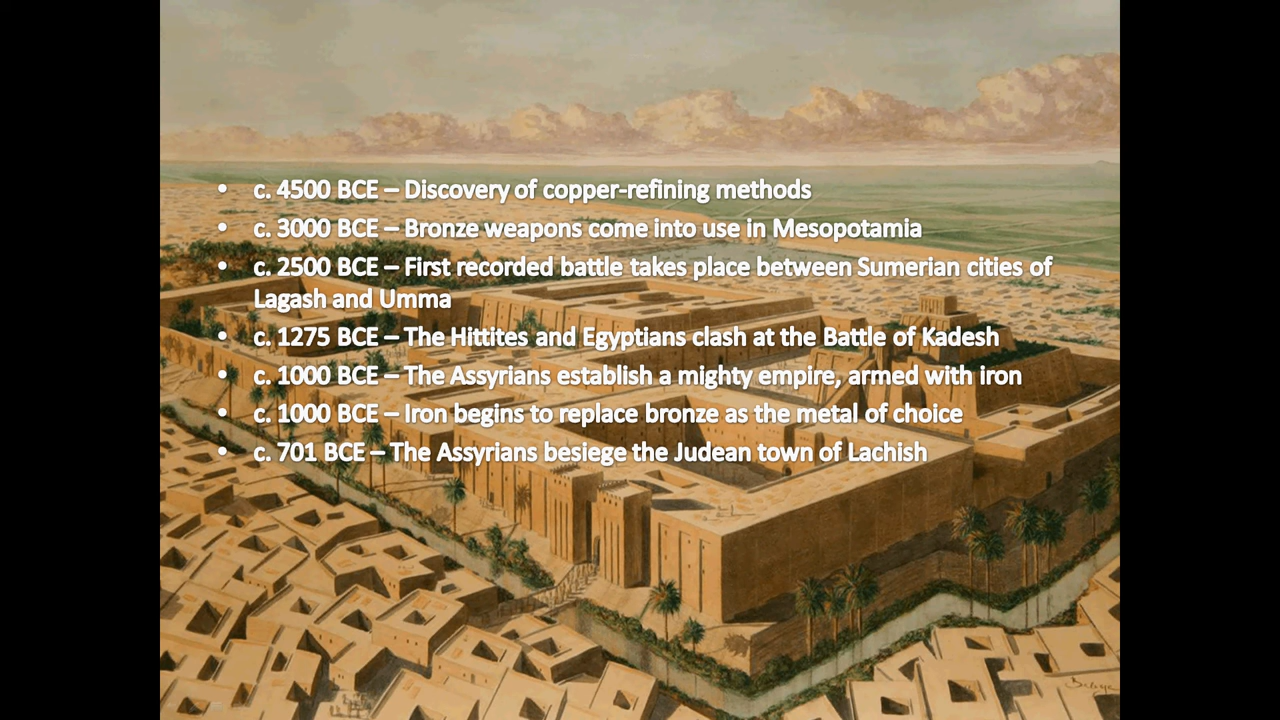 • c. 4500 BCE – Discovery of copper-refining methods
• c. 3000 BCE – Bronze weapons come into use in Mesopotamia
• c. 2500 BCE – First recorded battle takes place between Sumerian cities of
Lagash and Umma
• c. 1275 BCE – The Hittites and Egyptians clash at the Battle of Kadesh
• c. 1000 BCE – The Assyrians establish a mighty empire, armed with iron
• c. 1000 BCE – Iron begins to replace bronze as the metal of choice
• c. 701 BCE – The Assyrians besiege the Judean town of Lachish